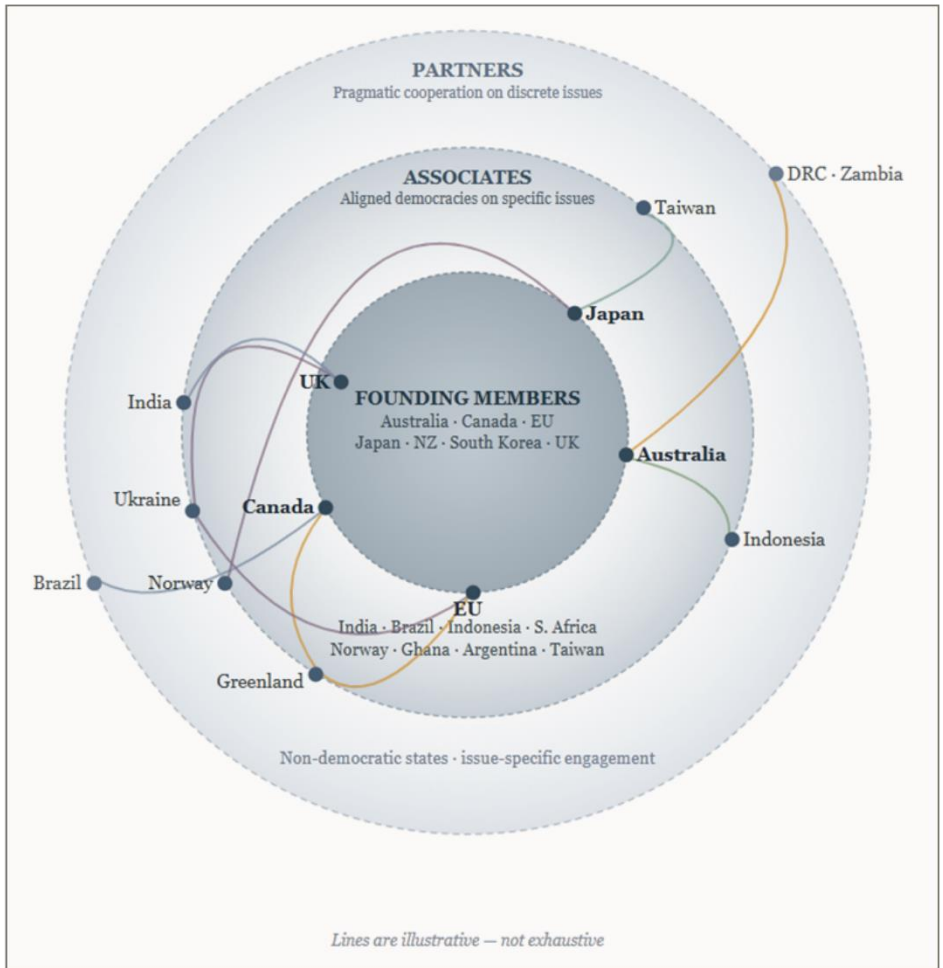 PARTNERS
Pragmatic cooperation on discrete issues
DRC · Zambia
ASSOCIATES
Aligned democracies on specific issues
Taiwan
Japan
UK
FOUNDING MEMBERS
Australia · Canada · EU
Japan · NZ · South Korea · UK
India
Australia
Ukraine
Canada
Indonesia
Brazil
Norway
EU
India · Brazil · Indonesia · S. Africa
Norway · Ghana · Argentina · Taiwan
Greenland
Non-democratic states · issue-specific engagement
Lines are illustrative — not exhaustive